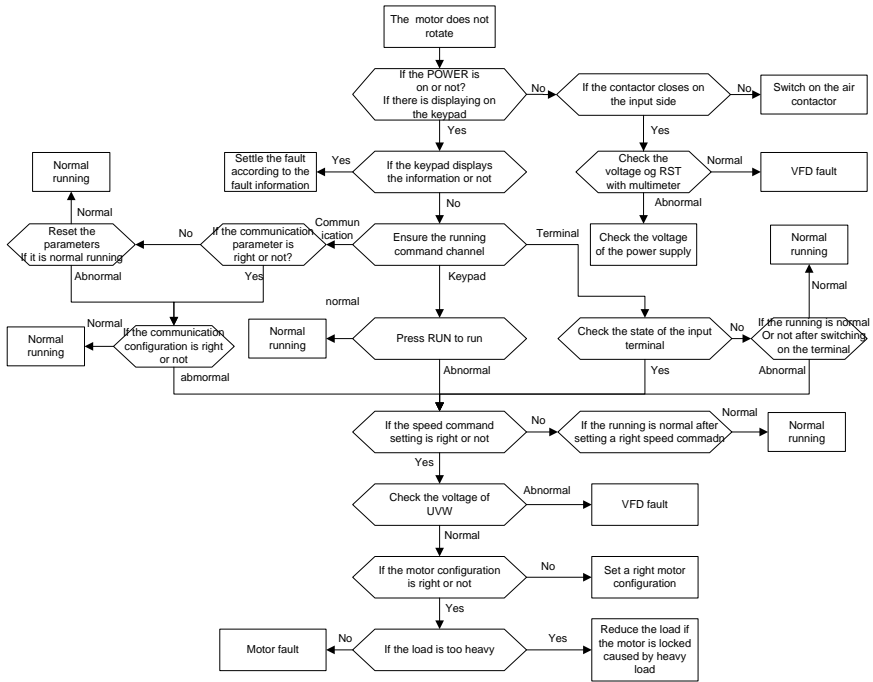 The  motor does not
rotate
If the POWER is
on or not?
If there is displaying on
the keypad
No
If the contactor closes on
the input side
No
Switch on the air
contactor
Yes
Yes
Settle the fault
according to the
fault information
Yes
If the keypad displays
the information or not
Check the
voltage og RST
with multimeter
Normal
VFD fault
Normal
running
No
Abnormal
Normal
Reset the
parameters
If it is normal running
No
If the communication
parameter is
right or not?
Commun
ication
Ensure the running
command channel
Terminal
Check the voltage
of the power supply
Normal
running
Abnormal
Yes
Keypad
Normal
Normal
running
Normal
If the communication
configuration is right
or not
normal
Normal
running
Press RUN to run
Check the state of the input
terminal
No
If the running is normal
Or not after switching
on the terminal
abmormal
Abnormal
Yes
Abnormal
If the speed command
setting is right or not
No
If the running is normal after
setting a right speed commadn
Normal
Normal
running
Yes
Check the voltage of
UVW
Abnormal
VFD fault
Normal
If the motor configuration
is right or not
No
Set a right motor
configuration
Yes
Motor fault
No
If the load is too heavy
Yes
Reduce the load if
the motor is locked
caused by heavy
load